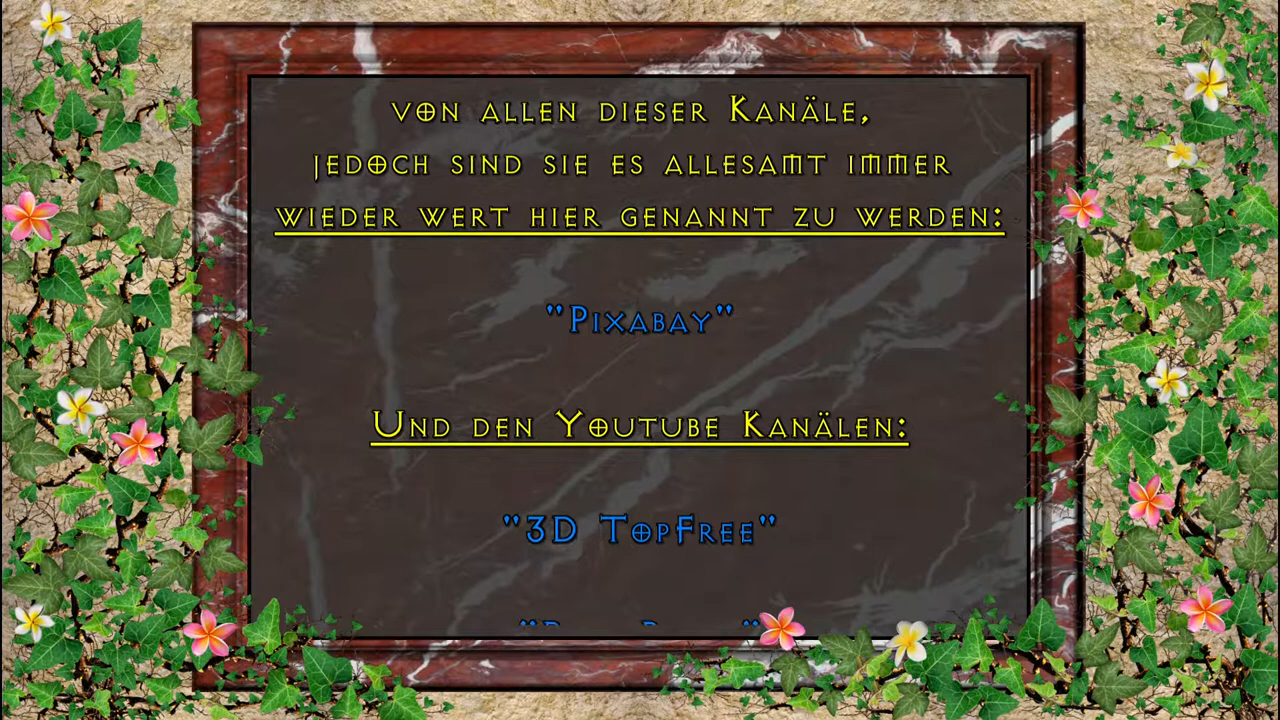 von allen dieser Kanäle,
jedoch sind sie es allesamt immer
wieder wert hier genannt zu werden:
"Pixabay"
Und den Youtube Kanälen:
"3D TopFree"